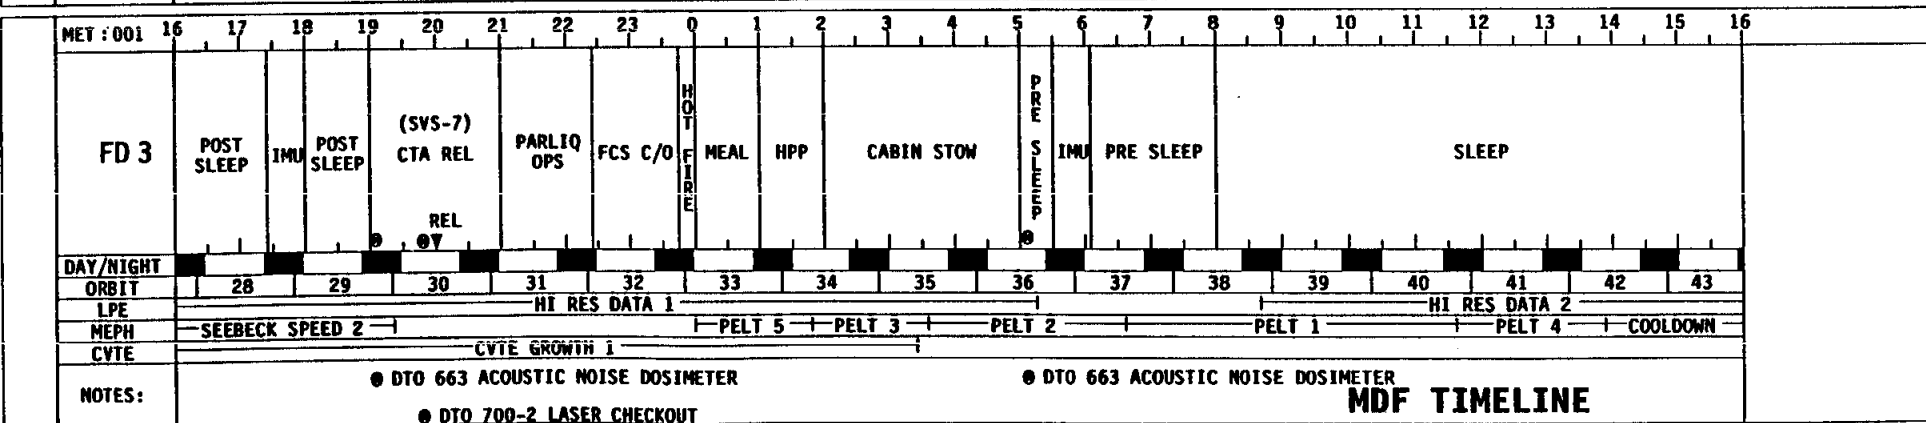 MET:001 16 17 18 19 20 21 22 23 0 1 2 3 4 5 6 7 8 9 10 11 12 13 14 15 16
FD 3
POST
SLEEP
IMU
POST
SLEEP
(SVS-7)
CTA REL
REL
PARLIQ
OPS
FCS C/O
HOT FIRE
MEAL
HPP
CABIN STOW
PRE SLEEP
IMU
PRE SLEEP
SLEEP
DAY/NIGHT
ORBIT 28 29 30 31 32 33 34 35 36 37 38 39 40 41 42 43
LPE HI RES DATA 1 HI RES DATA 2
MEPH SEEBECK SPEED 2 PELT 5 PELT 3 PELT 2 PELT 1 PELT 4 COOLDOWN
CVTE CVTE GROWTH 1
NOTES: DTO 663 ACOUSTIC NOISE DOSIMETER DTO 663 ACOUSTIC NOISE DOSIMETER
DTO 700-2 LASER CHECKOUT
MDF TIMELINE